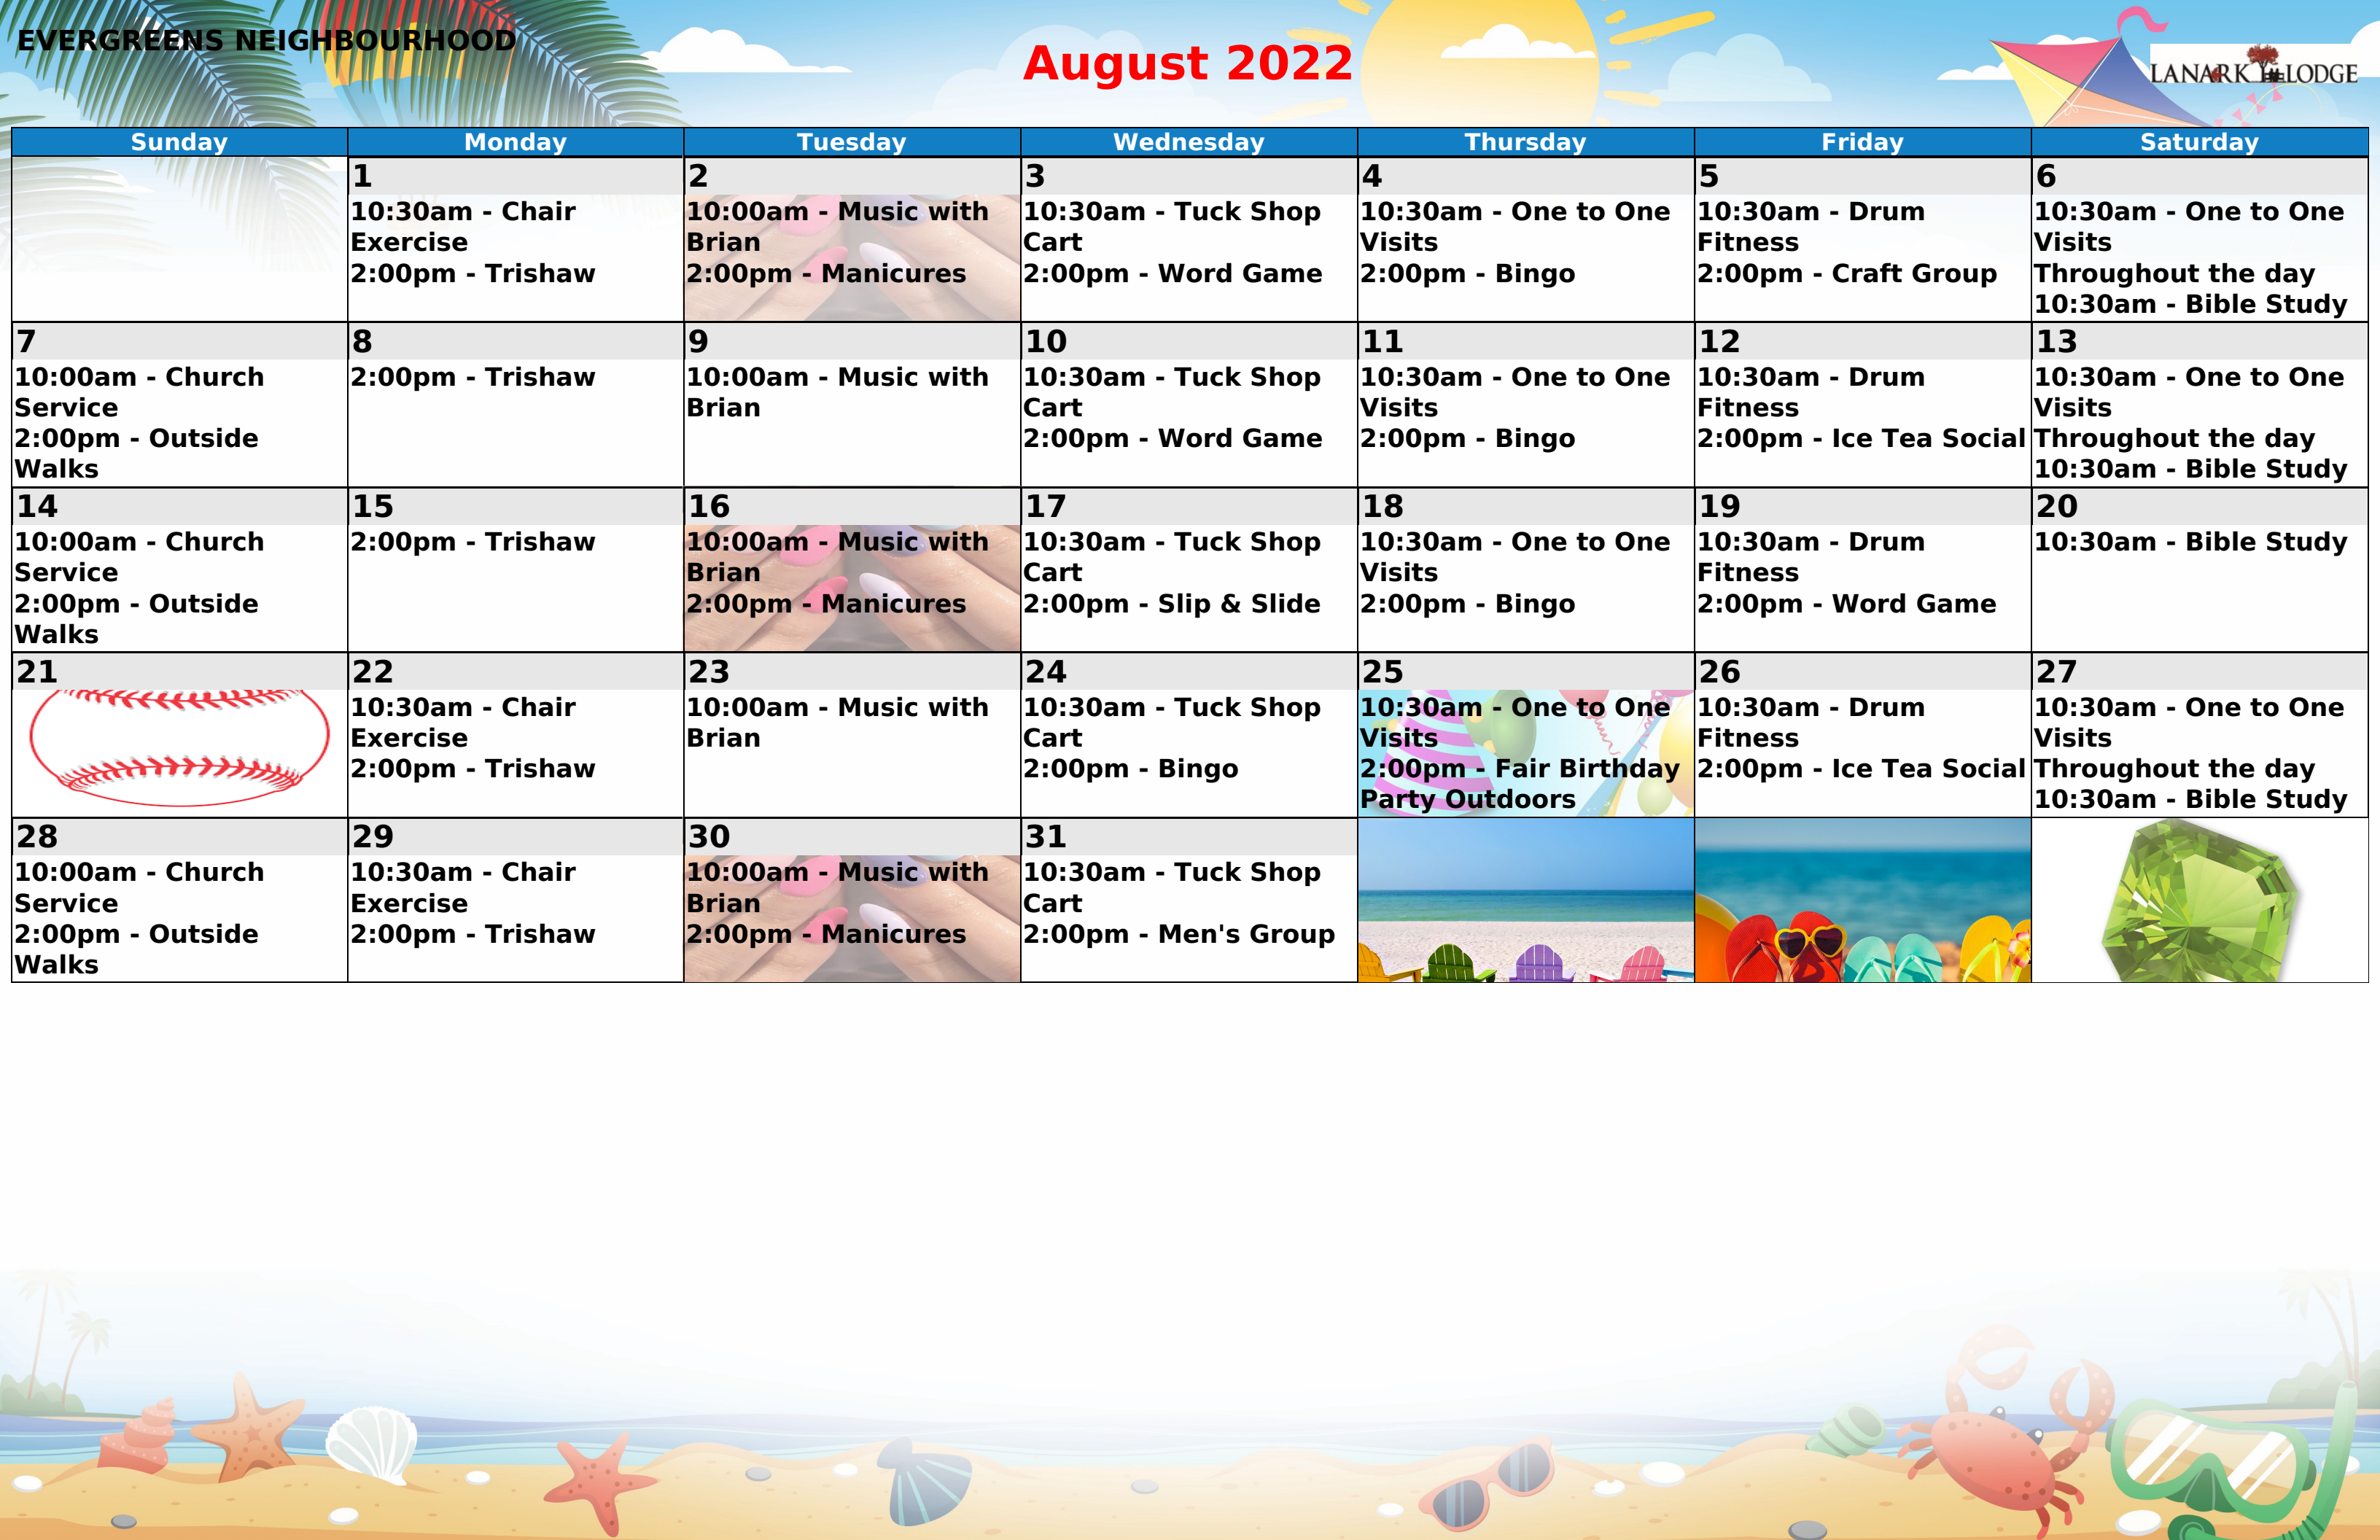 EVERGREENS NEIGHBOURHOOD
August 2022
LANARK LODGE
Sunday Monday Tuesday Wednesday Thursday Friday Saturday
1
10:30am - Chair
Exercise
2:00pm - Trishaw
2
10:00am - Music with
Brian
2:00pm - Manicures
3
10:30am - Tuck Shop
Cart
2:00pm - Word Game
4
10:30am - One to One
Visits
2:00pm - Bingo
5
10:30am - Drum
Fitness
2:00pm - Craft Group
6
10:30am - One to One
Visits
Throughout the day
10:30am - Bible Study
7
10:00am - Church
Service
2:00pm - Outside
Walks
8
2:00pm - Trishaw
9
10:00am - Music with
Brian
10
10:30am - Tuck Shop
Cart
2:00pm - Word Game
11
10:30am - One to One
Visits
2:00pm - Bingo
12
10:30am - Drum
Fitness
2:00pm - Ice Tea Social
13
10:30am - One to One
Visits
Throughout the day
10:30am - Bible Study
14
10:00am - Church
Service
2:00pm - Outside
Walks
15
2:00pm - Trishaw
16
10:00am - Music with
Brian
2:00pm - Manicures
17
10:30am - Tuck Shop
Cart
2:00pm - Slip & Slide
18
10:30am - One to One
Visits
2:00pm - Bingo
19
10:30am - Drum
Fitness
2:00pm - Word Game
20
10:30am - Bible Study
21
22
10:30am - Chair
Exercise
2:00pm - Trishaw
23
10:00am - Music with
Brian
24
10:30am - Tuck Shop
Cart
2:00pm - Bingo
25
10:30am - One to One
Visits
2:00pm - Fair Birthday
Party Outdoors
26
10:30am - Drum
Fitness
2:00pm - Ice Tea Social
27
10:30am - One to One
Visits
Throughout the day
10:30am - Bible Study
28
10:00am - Church
Service
2:00pm - Outside
Walks
29
10:30am - Chair
Exercise
2:00pm - Trishaw
30
10:00am - Music with
Brian
2:00pm - Manicures
31
10:30am - Tuck Shop
Cart
2:00pm - Men's Group